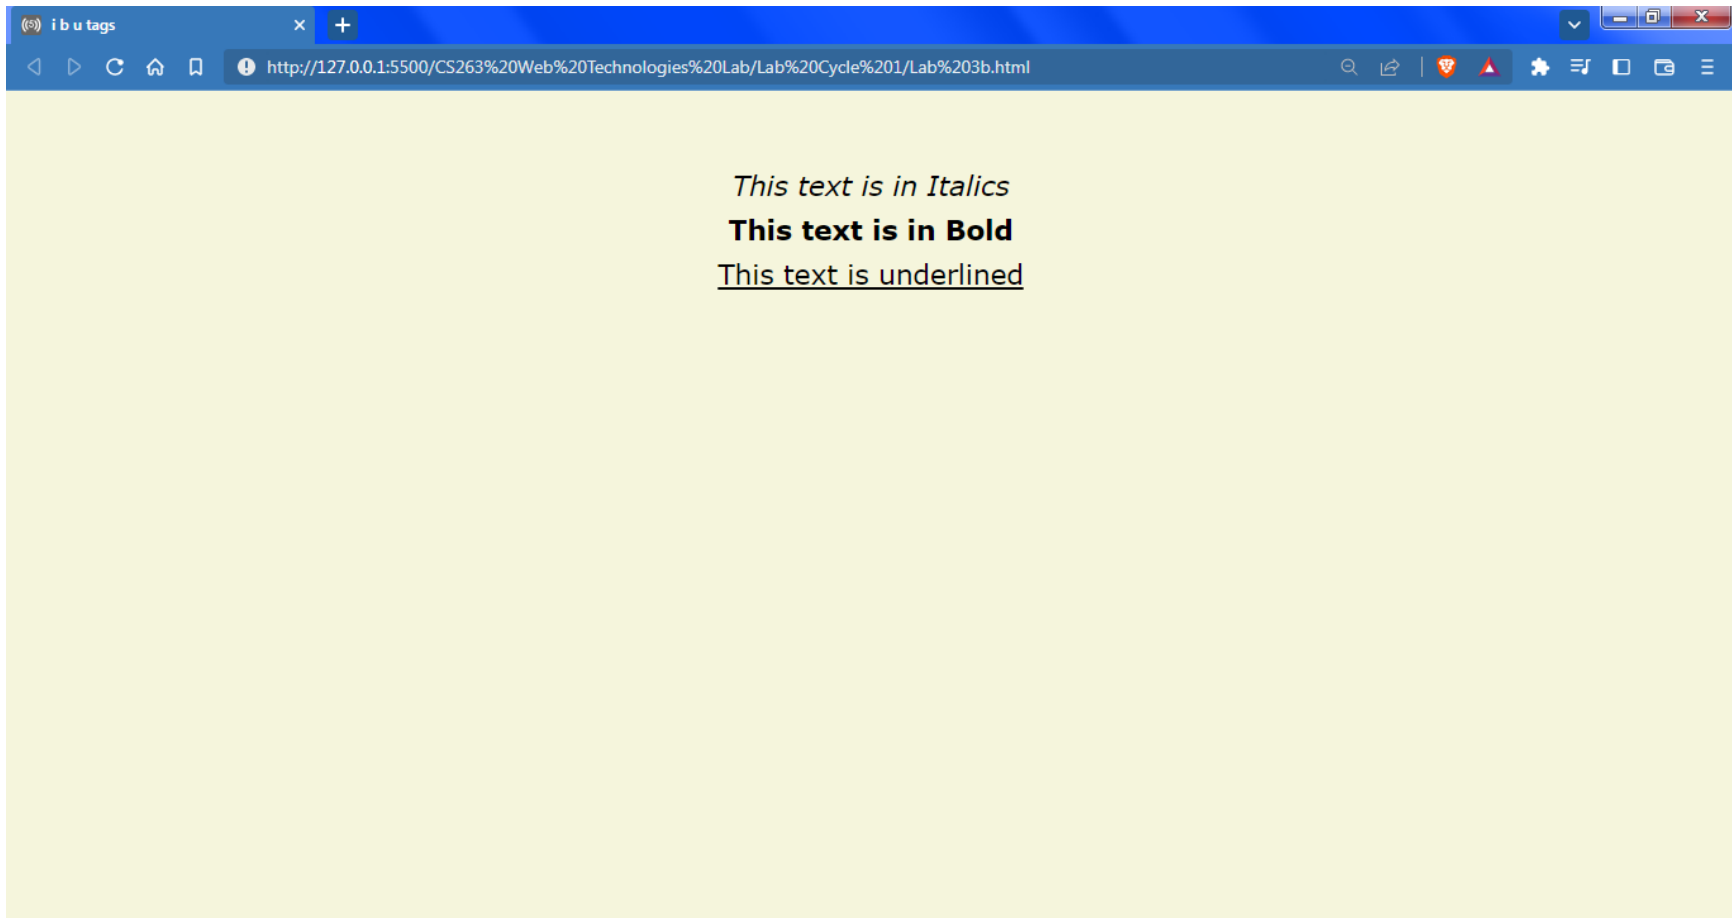 i b u tags
http://127.0.0.1:5500/CS263%20Web%20Technologies%20Lab/Lab%20Cycle%201/Lab%203b.html
This text is in Italics
This text is in Bold
This text is underlined